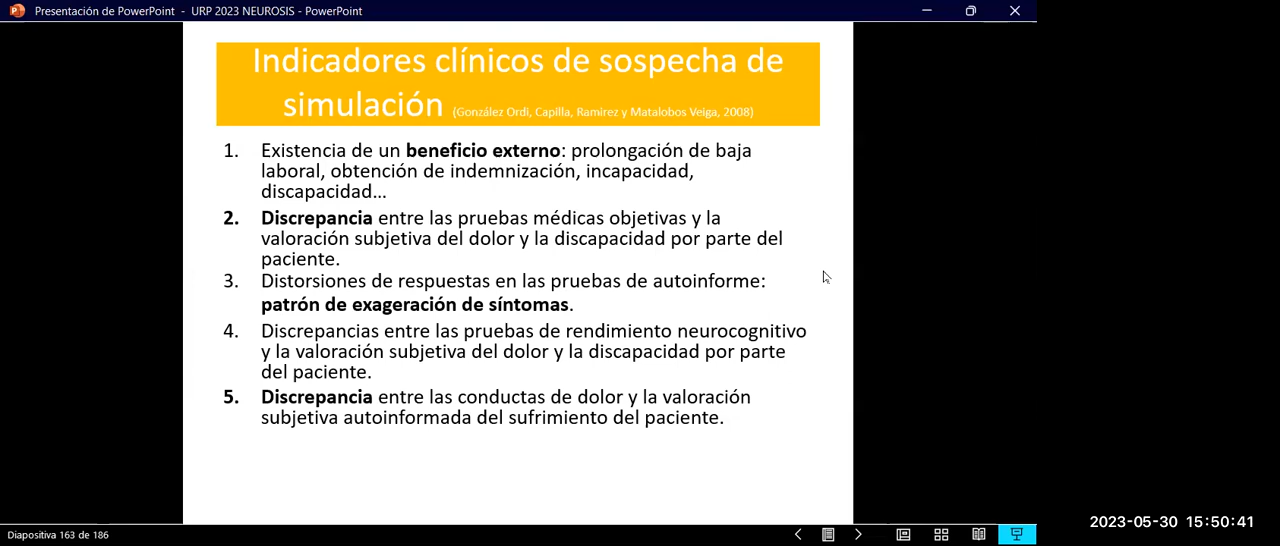 Presentación de PowerPoint - URP 2023 NEUROSIS - PowerPoint
Indicadores clínicos de sospecha de
simulación (González Ordi, Capilla, Ramirez y Matalobos Veiga, 2008)
1. Existencia de un beneficio externo: prolongación de baja
laboral, obtención de indemnización, incapacidad,
discapacidad...
2. Discrepancia entre las pruebas médicas objetivas y la
valoración subjetiva del dolor y la discapacidad por parte del
paciente.
3. Distorsiones de respuestas en las pruebas de autoinforme:
patrón de exageración de síntomas.
4. Discrepancias entre las pruebas de rendimiento neurocognitivo
y la valoración subjetiva del dolor y la discapacidad por parte
del paciente.
5. Discrepancia entre las conductas de dolor y la valoración
subjetiva autoinformada del sufrimiento del paciente.
2023-05-30 15:50:41
Diapositiva 163 de 186